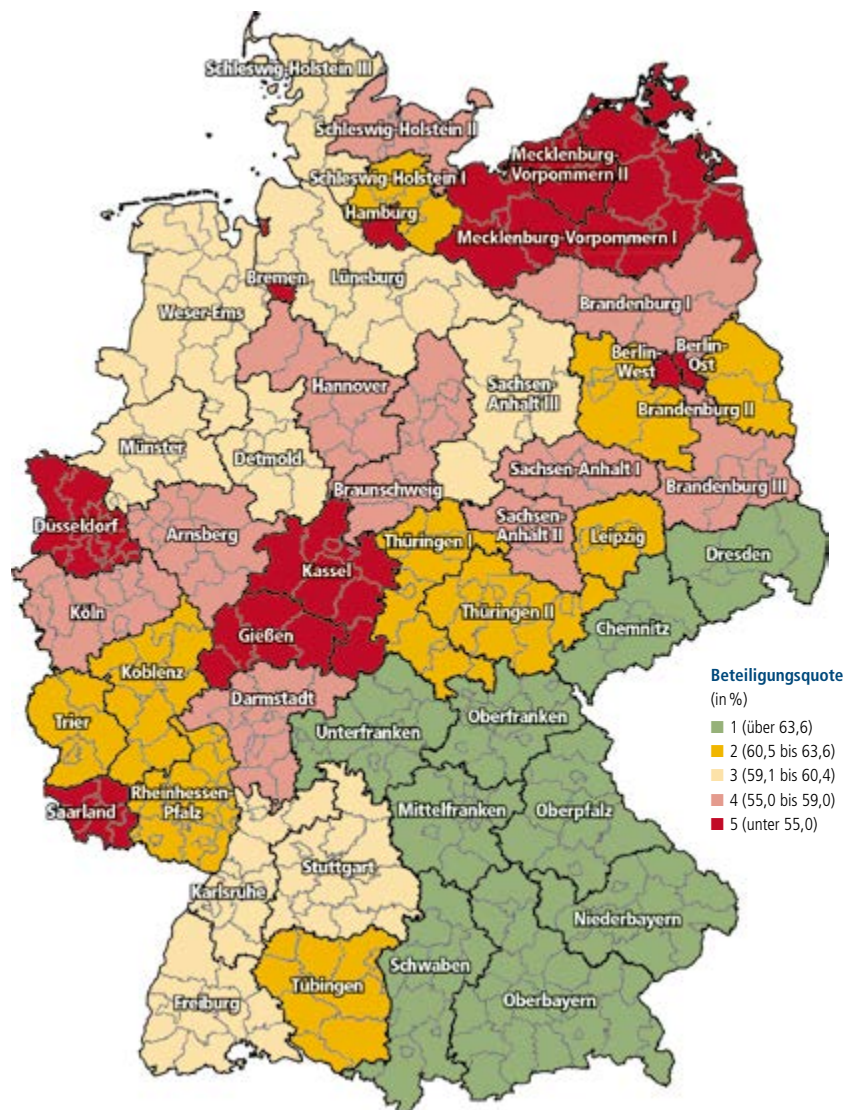 Schleswig-Holstein III
Schleswig-Holstein II
Mecklenburg-
Vorpommern II
Schleswig-Holstein I
Hamburg
Mecklenburg-Vorpommern I
Bremen
Lüneburg
Weser-Ems
Brandenburg I
Berlin-
West
Berlin-
Ost
Hannover
Sachsen-
Anhalt III
Brandenburg II
Münster
Detmold
Braunschweig
Sachsen-Anhalt I
Brandenburg III
Düsseldorf
Arnsberg
Sachsen-
Anhalt II
Leipzig
Thüringen I
Dresden
Kassel
Köln
Gießen
Thüringen II
Chemnitz
Koblenz
Darmstadt
Trier
Unterfranken
Oberfranken
Rheinhessen-
Pfalz
Saarland
Mittelfranken
Oberpfalz
Stuttgart
Karlsruhe
Niederbayern
Schwaben
Tübingen
Freiburg
Oberbayern
Beteiligungsquote
(in %)
1 (über 63,6)
2 (60,5 bis 63,6)
3 (59,1 bis 60,4)
4 (55,0 bis 59,0)
5 (unter 55,0)